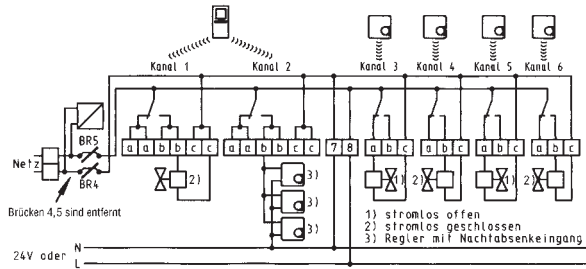 Kanal 1
Kanal 2
Kanal 3
Kanal 4
Kanal 5
Kanal 6
BR5
Netz
BR4
a a b b c c
a a b b c c
7 8
a b c
a b c
a b c
a b c
2)
3)
3)
3)
1)
2)
1)
2)
Brücken 4,5 sind entfernt
1) stromlos offen
2) stromlos geschlossen
3) Regler mit Nachtabsenkeingang
24V oder
N
L